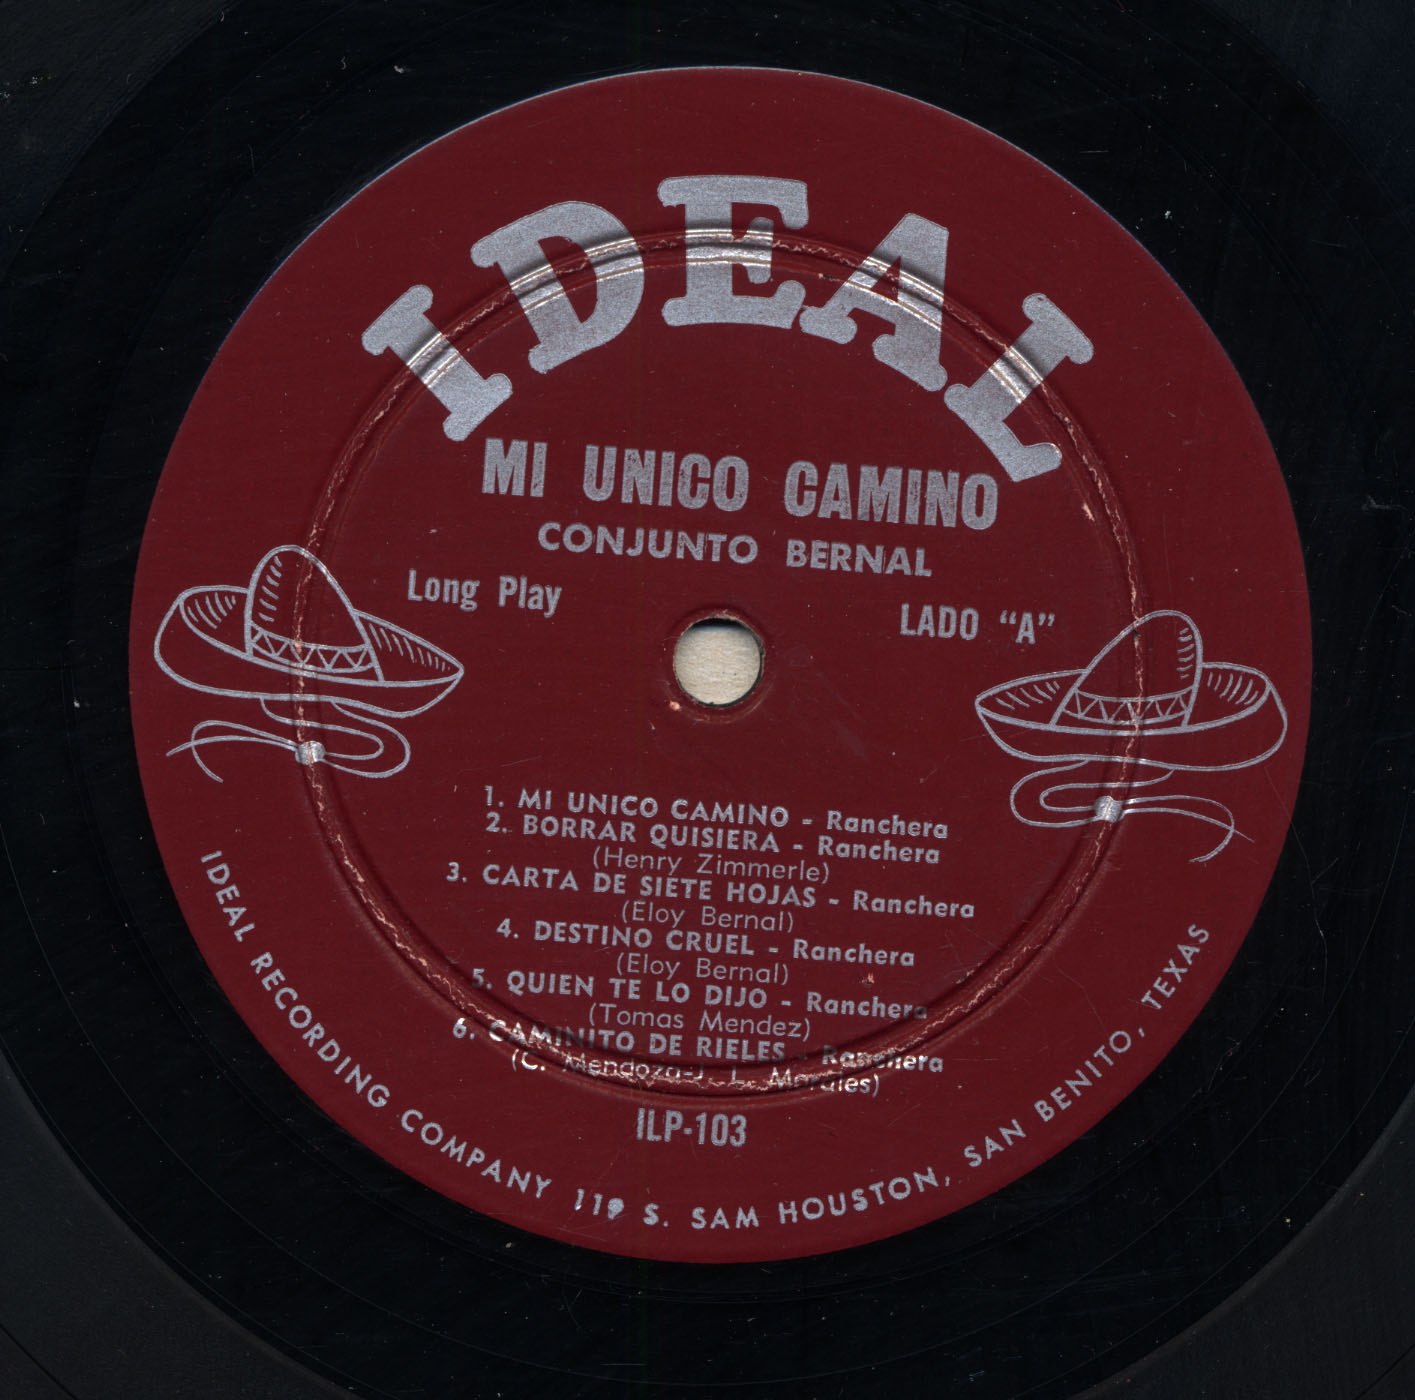 IDEAL
MI UNICO CAMINO
CONJUNTO BERNAL
Long Play
LADO "A"
1. MI UNICO CAMINO - Ranchera
2. BORRAR QUISIERA - Ranchera
(Henry Zimmerle)
3. CARTA DE SIETE HOJAS - Ranchera
(Eloy Bernal)
4. DESTINO CRUEL - Ranchera
(Eloy Bernal)
5. QUIEN TE LO DIJO - Ranchera
(Tomas Mendez)
6. CAMINITO DE RIELES - Ranchera
(C. Mendoza-J. L. Morales)
ILP-103
IDEAL RECORDING COMPANY 119 S. SAM HOUSTON, SAN BENITO, TEXAS